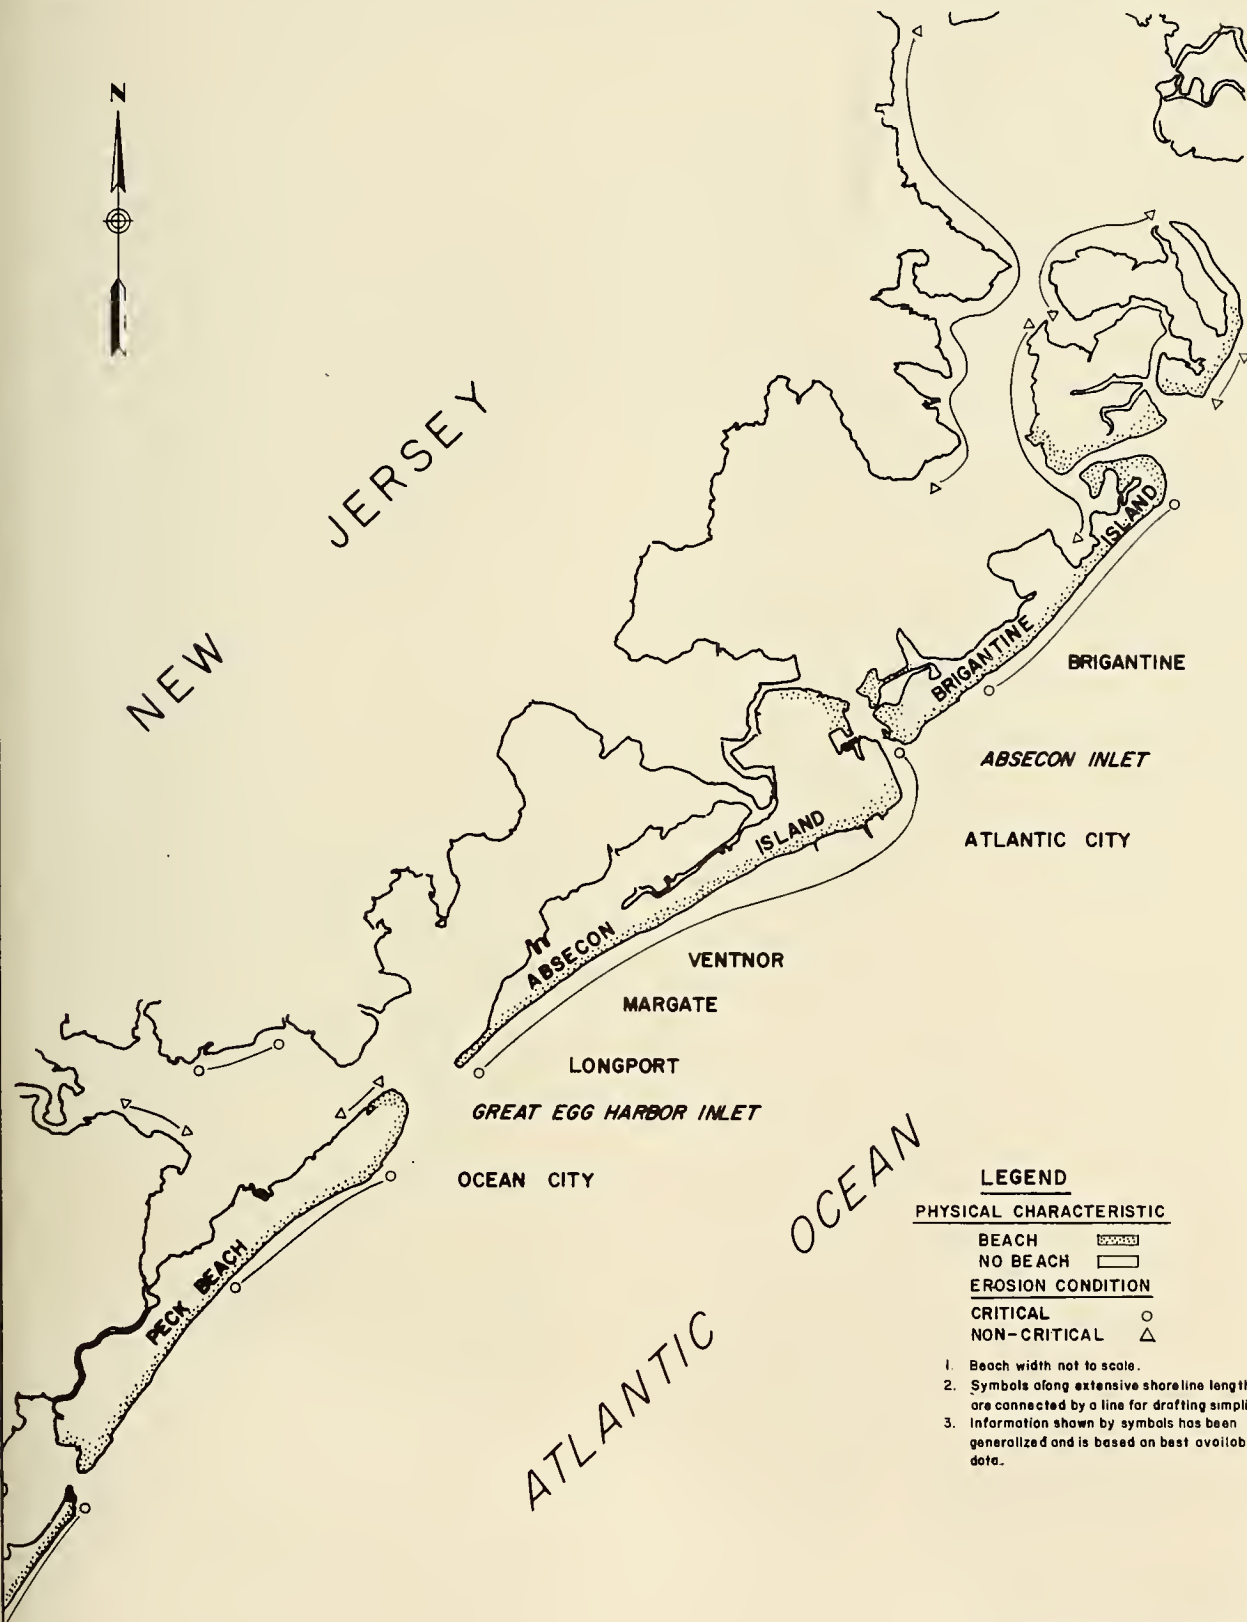 N
NEW JERSEY
BRIGANTINE ISLAND
BRIGANTINE
ABSECON INLET
ATLANTIC CITY
ABSECON ISLAND
VENTNOR
MARGATE
LONGPORT
GREAT EGG HARBOR INLET
OCEAN CITY
PECK BEACH
ATLANTIC OCEAN
LEGEND
PHYSICAL CHARACTERISTIC
BEACH
NO BEACH
EROSION CONDITION
CRITICAL
NON-CRITICAL
1. Beach width not to scale.
2. Symbols along extensive shoreline length
are connected by a line for drafting simpli
3. Information shown by symbols has been
generalized and is based on best availab
data.